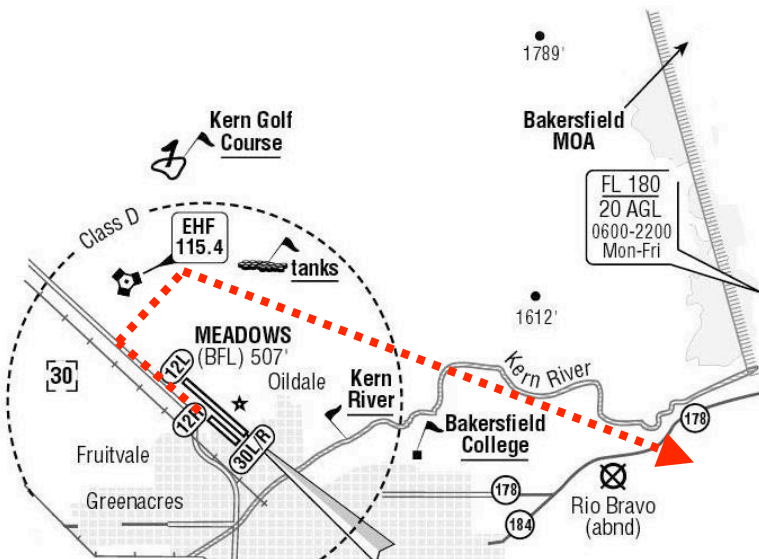 1789'
Kern Golf
Course
Bakersfield
MOA
FL 180
20 AGL
0600-2200
Mon-Fri
Class D
EHF
115.4
tanks
1612'
MEADOWS
(BFL) 507'
12L
[30]
Oildale
Kern River
Kern
River
12R
30L/R
Bakersfield
College
178
Fruitvale
Greenacres
178
184
Rio Bravo
(abnd)